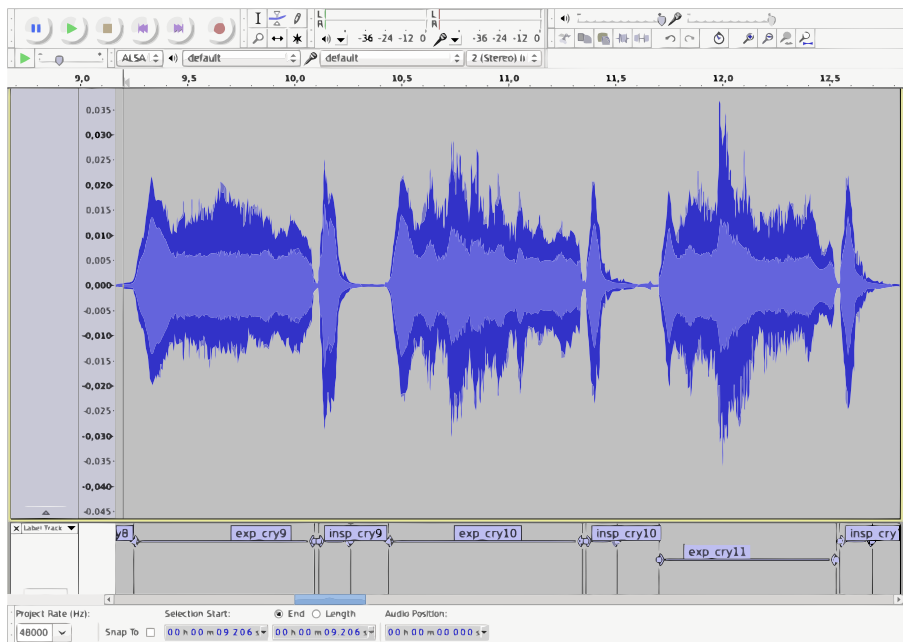 L
R
L
R
-36 -24 -12 0
-36 -24 -12 0
ALSA default default 2 (Stereo) I
9,0 9,5 10,0 10,5 11,0 11,5 12,0 12,5
0,035
0,030
0,025
0,020
0,015
0,010
0,005
0,000
-0,005
-0,010
-0,015
-0,020
-0,025
-0,030
-0,035
-0,040
-0,045
X Label Track y8 exp_cry9 insp_cry9 exp_cry10 insp_cry10 insp_cry
exp_cry11
Project Rate (Hz): Selection Start: End Length Audio Position:
48000 Snap To 00 h 00 m 09.206 s 00 h 00 m 09.206 s 00 h 00 m 00.000 s